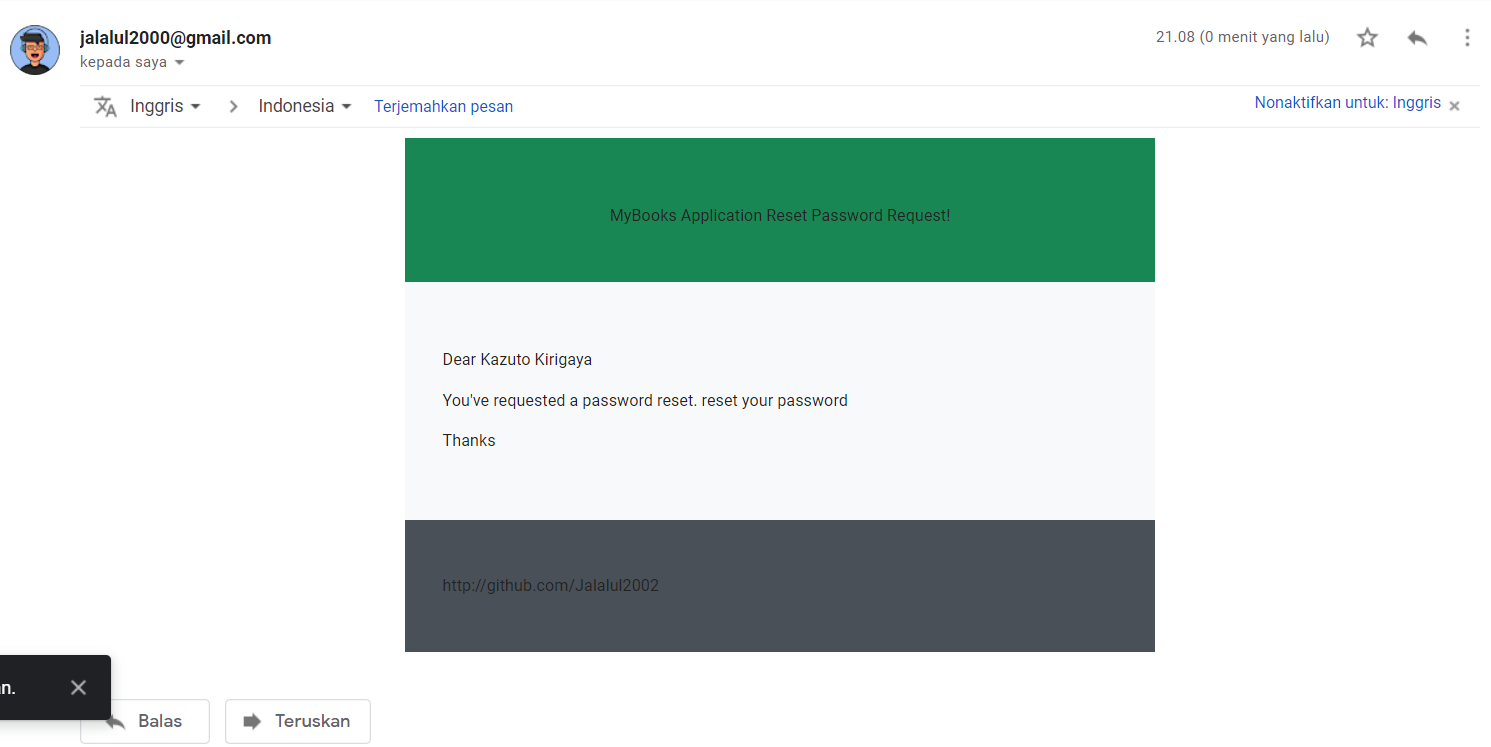 jalalul2000@gmail.com
21.08 (0 menit yang lalu)
kepada saya
Inggris
Indonesia
Terjemahkan pesan
Nonaktifkan untuk: Inggris
MyBooks Application Reset Password Request!
Dear Kazuto Kirigaya
You've requested a password reset. reset your password
Thanks
http://github.com/Jalalul2002
n.
Balas
Teruskan